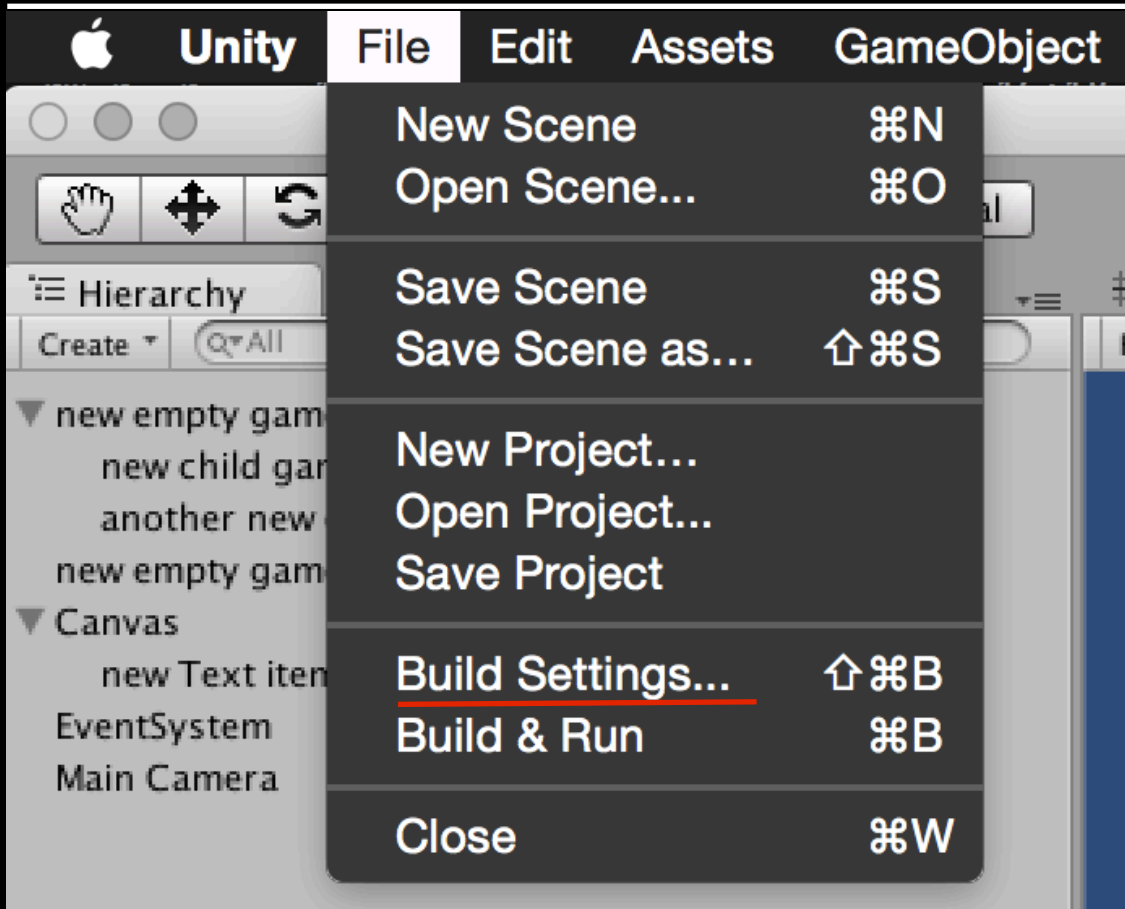 Unity File Edit Assets GameObject
New Scene ⌘N
Open Scene... ⌘O
Save Scene ⌘S
Save Scene as... ⇧⌘S
New Project...
Open Project...
Save Project
Build Settings... ⇧⌘B
Build & Run ⌘B
Close ⌘W
Hierarchy
Create All
new empty gam
new child gar
another new
new empty gam
Canvas
new Text item
EventSystem
Main Camera